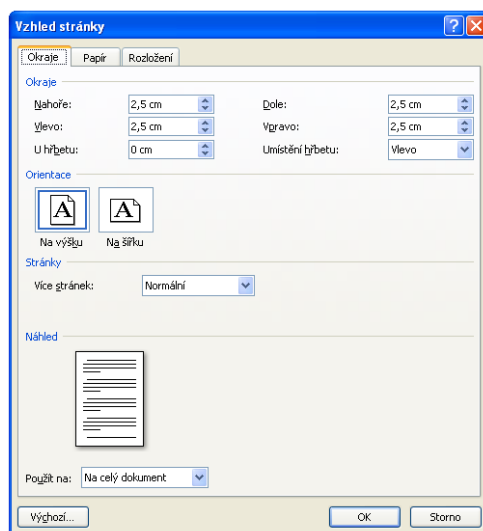 Vzhled stránky
Okraje Papír Rozložení
Okraje
Nahoře: 2,5 cm Dole: 2,5 cm
Vlevo: 2,5 cm Vpravo: 2,5 cm
U hřbetu: 0 cm Umístění hřbetu: Vlevo
Orientace
A A
Na výšku Na šířku
Stránky
Více stránek: Normální
Náhled
Použít na: Na celý dokument
Výchozí... OK Storno